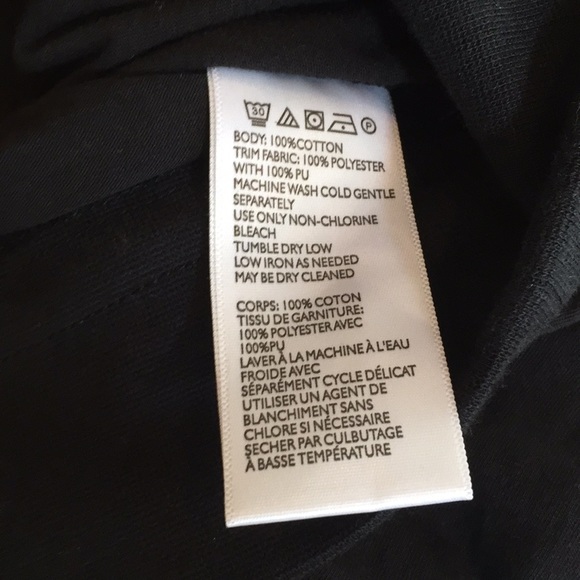 30 P
BODY: 100%COTTON
TRIM FABRIC: 100% POLYESTER
WITH 100% PU
MACHINE WASH COLD GENTLE
SEPARATELY
USE ONLY NON-CHLORINE
BLEACH
TUMBLE DRY LOW
LOW IRON AS NEEDED
MAY BE DRY CLEANED
CORPS: 100% COTON
TISSU DE GARNITURE:
100% POLYESTER AVEC
100%PU
LAVER À LA MACHINE À L'EAU
FROIDE AVEC
SÉPARÉMENT CYCLE DÉLICAT
UTILISER UN AGENT DE
BLANCHIMENT SANS
CHLORE SI NÉCESSAIRE
SECHER PAR CULBUTAGE
À BASSE TEMPÉRATURE